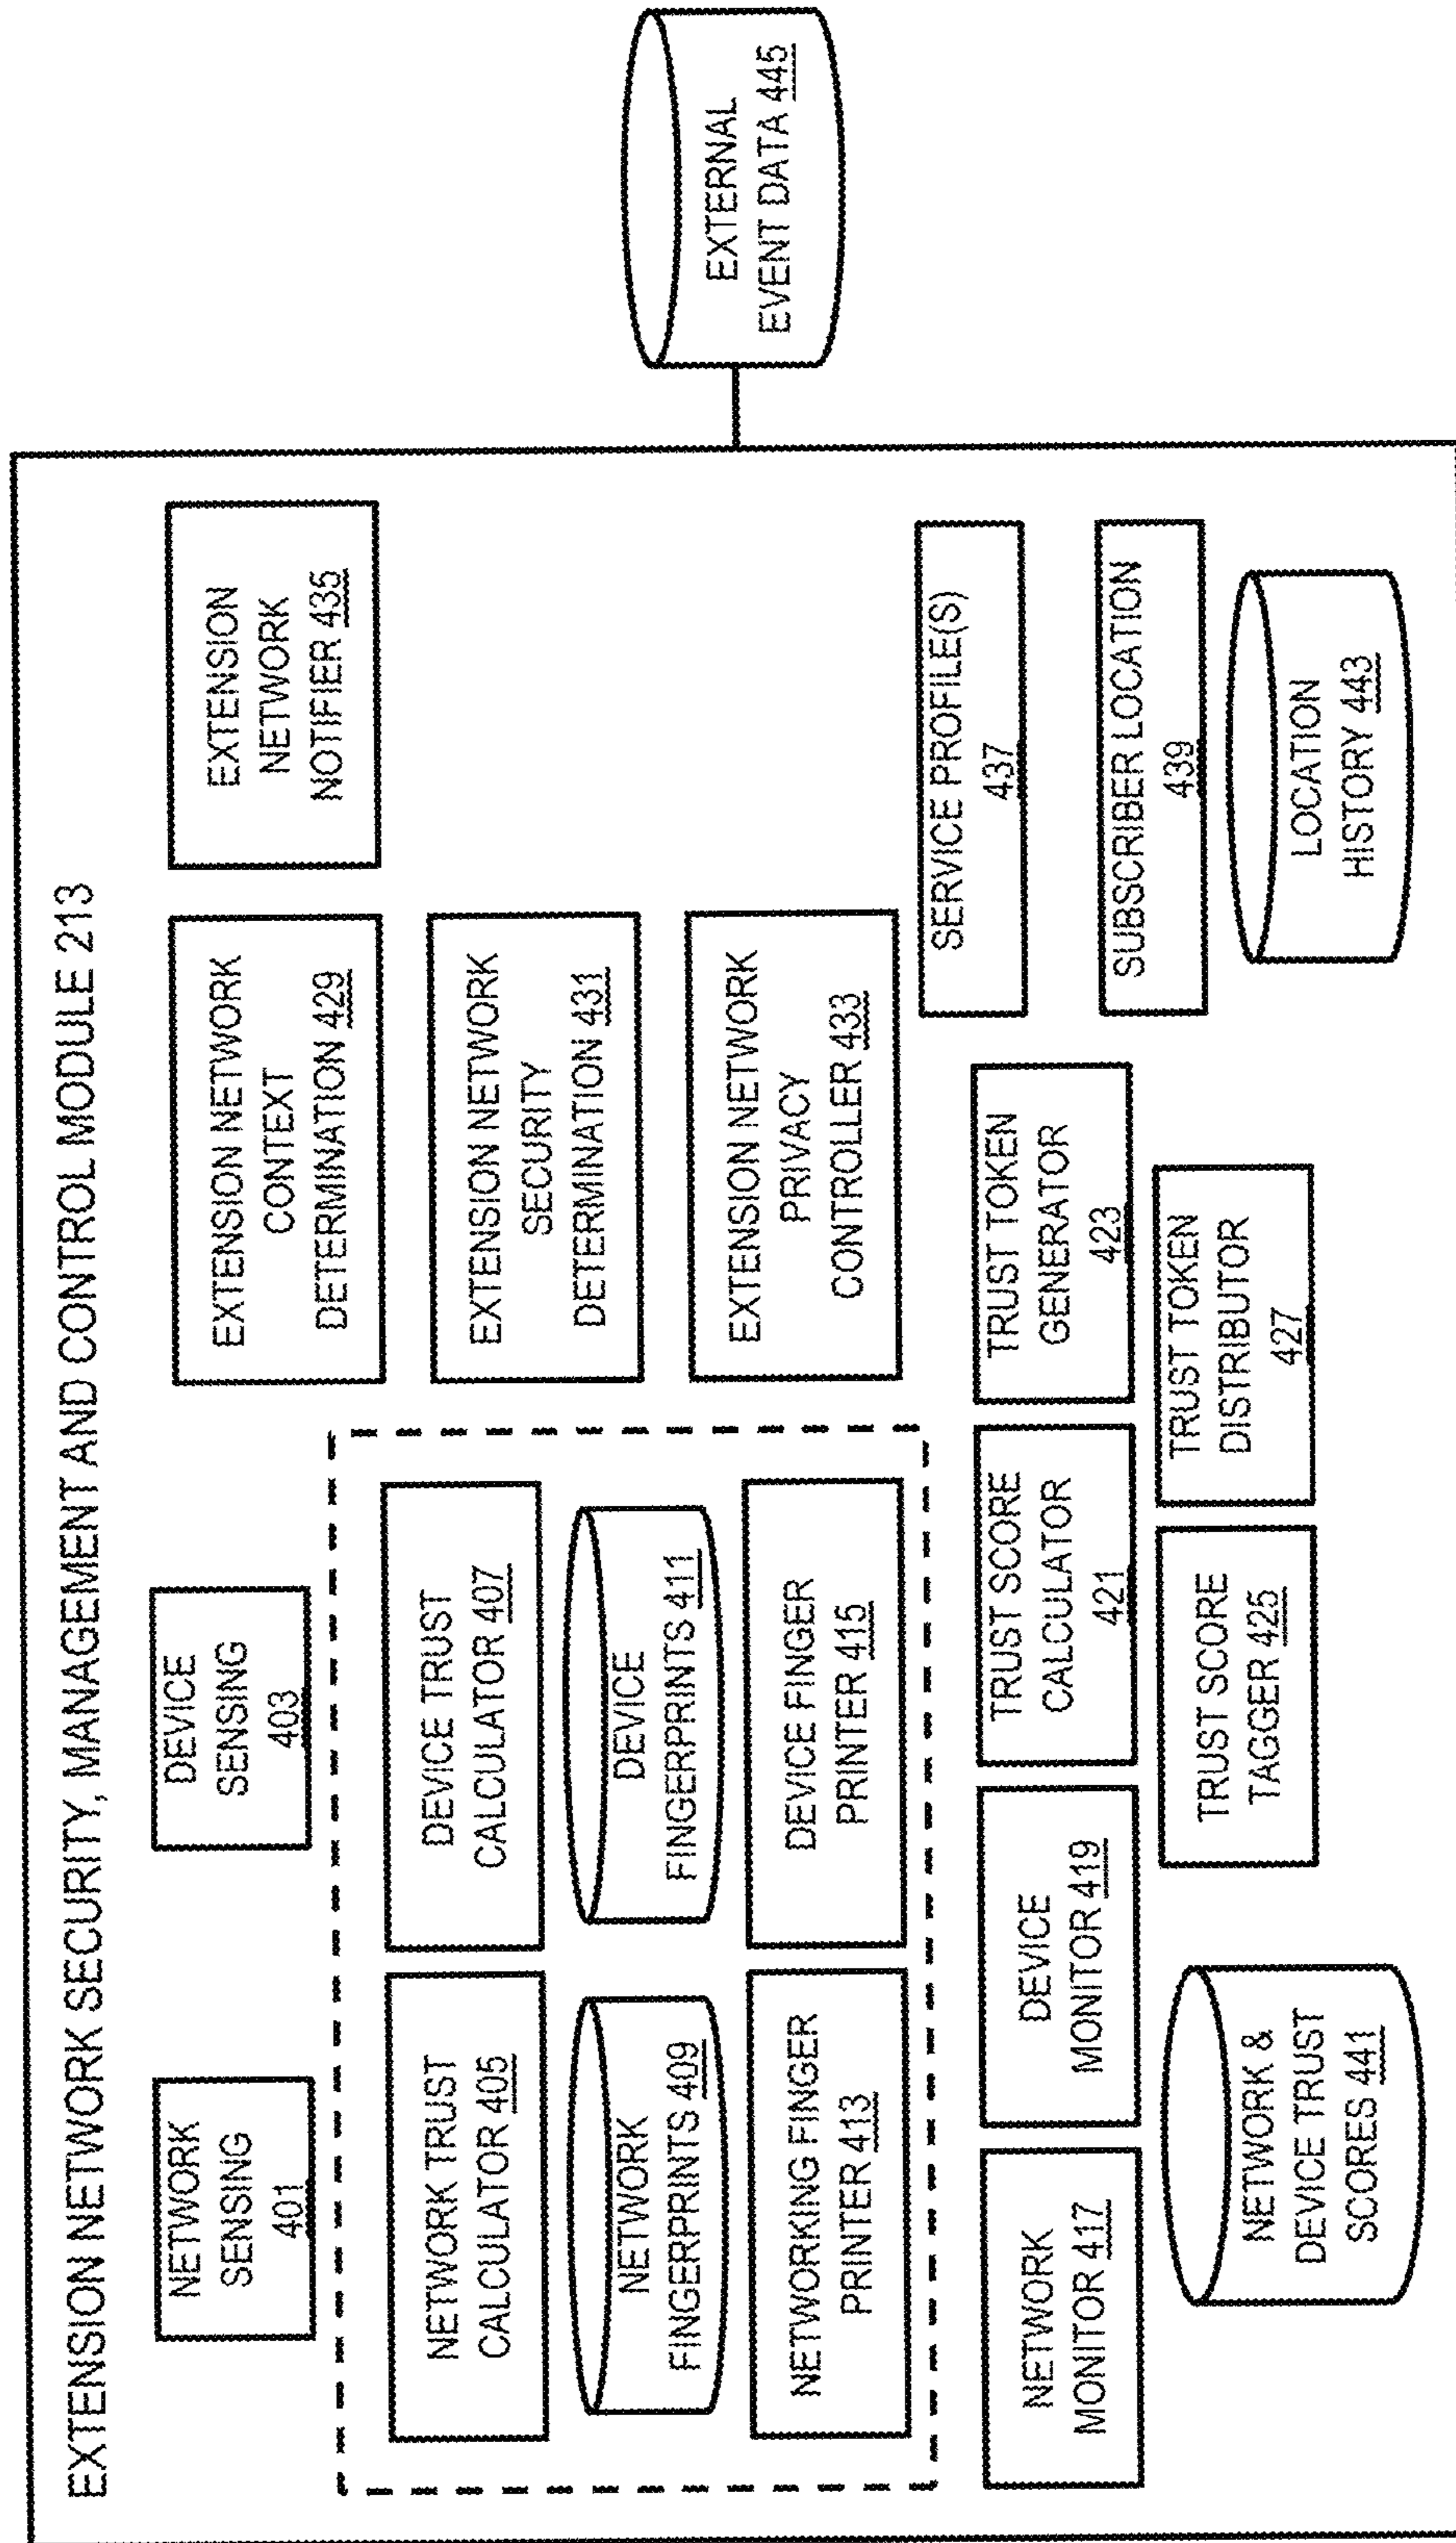 EXTENSION NETWORK SECURITY, MANAGEMENT AND CONTROL MODULE 213
NETWORK
SENSING
401
DEVICE
SENSING
403
NETWORK TRUST
CALCULATOR 405
DEVICE TRUST
CALCULATOR 407
NETWORK
FINGERPRINTS 409
DEVICE
FINGERPRINTS 411
NETWORKING FINGER
PRINTER 413
DEVICE FINGER
PRINTER 415
EXTENSION NETWORK
CONTEXT
DETERMINATION 429
EXTENSION NETWORK
SECURITY
DETERMINATION 431
EXTENSION NETWORK
PRIVACY
CONTROLLER 433
EXTENSION
NETWORK
NOTIFIER 435
NETWORK
MONITOR 417
DEVICE
MONITOR 419
TRUST SCORE
CALCULATOR
421
TRUST TOKEN
GENERATOR
423
NETWORK &
DEVICE TRUST
SCORES 441
TRUST SCORE
TAGGER 425
TRUST TOKEN
DISTRIBUTOR
427
SERVICE PROFILE(S)
437
SUBSCRIBER LOCATION
439
LOCATION
HISTORY 443
EXTERNAL
EVENT DATA 445